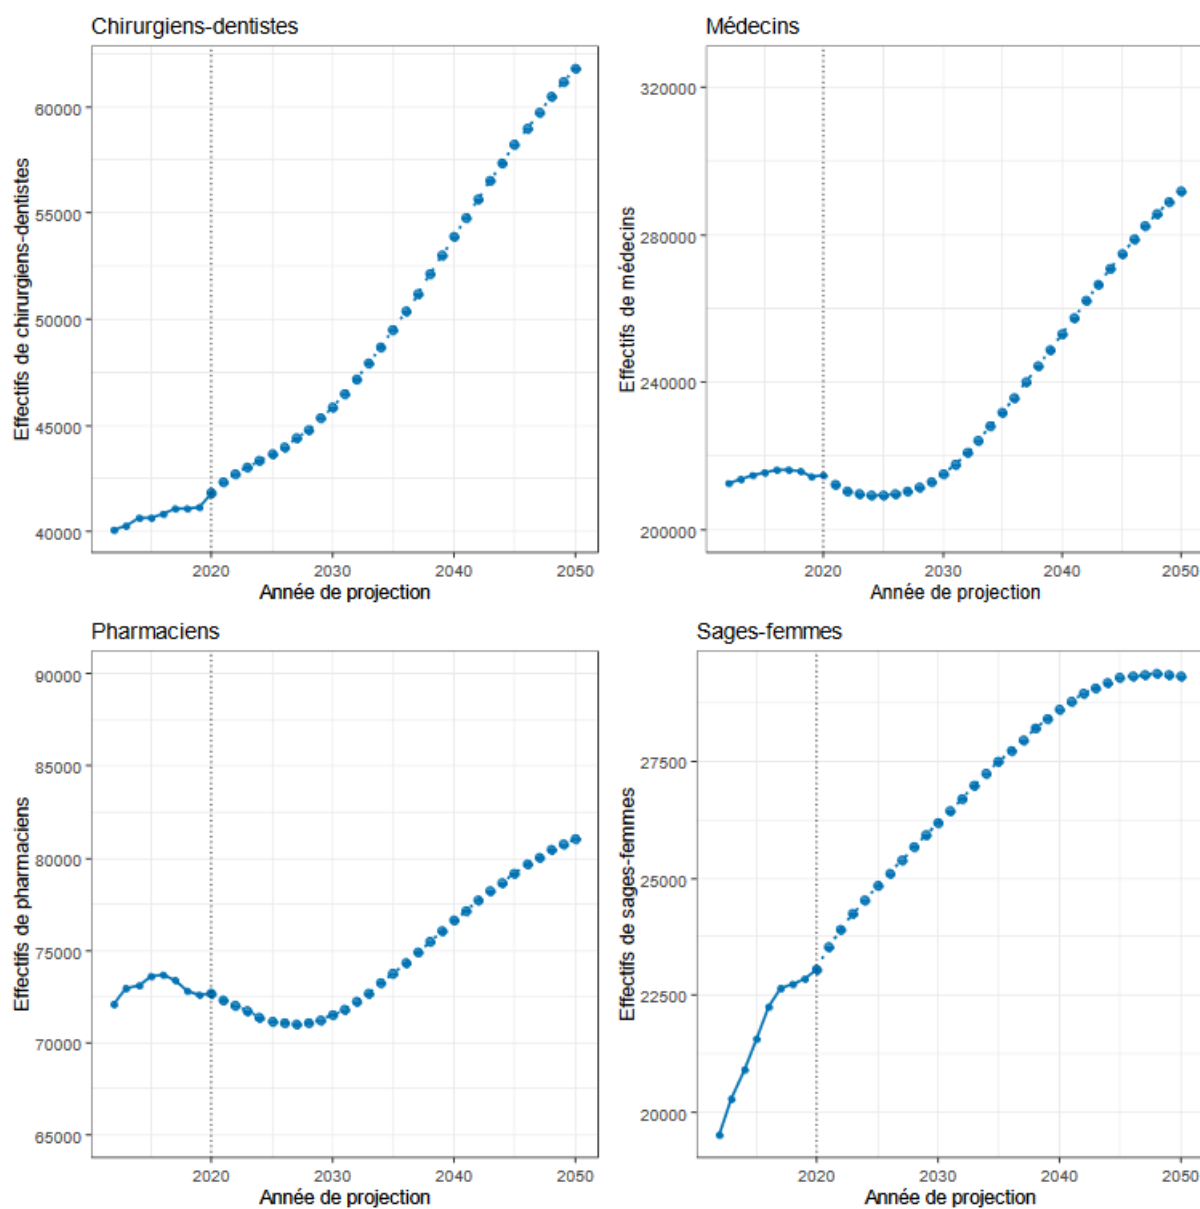 Chirurgiens-dentistes
Effectifs de chirurgiens-dentistes
60000
55000
50000
45000
40000
2020
2030
2040
2050
Année de projection
Médecins
Effectifs de médecins
320000
280000
240000
200000
2020
2030
2040
2050
Année de projection
Pharmaciens
Effectifs de pharmaciens
90000
85000
80000
75000
70000
65000
2020
2030
2040
2050
Année de projection
Sages-femmes
Effectifs de sages-femmes
27500
25000
22500
20000
2020
2030
2040
2050
Année de projection